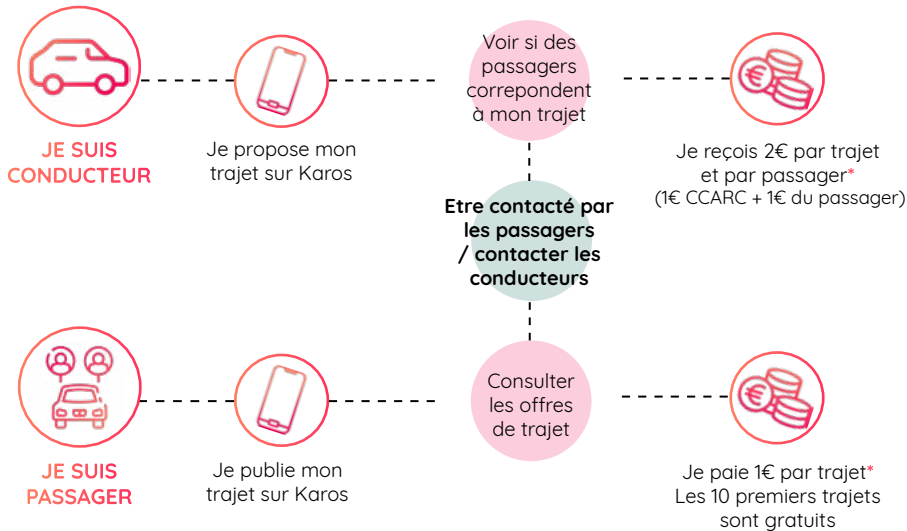 JE SUIS
CONDUCTEUR
Je propose mon
trajet sur Karos
Voir si des
passagers
correpondent
à mon trajet
Je reçois 2€ par trajet
et par passager*
(1€ CCARC + 1€ du passager)
Etre contacté par
les passagers
/ contacter les
conducteurs
JE SUIS
PASSAGER
Je publie mon
trajet sur Karos
Consulter
les offres
de trajet
Je paie 1€ par trajet*
Les 10 premiers trajets
sont gratuits